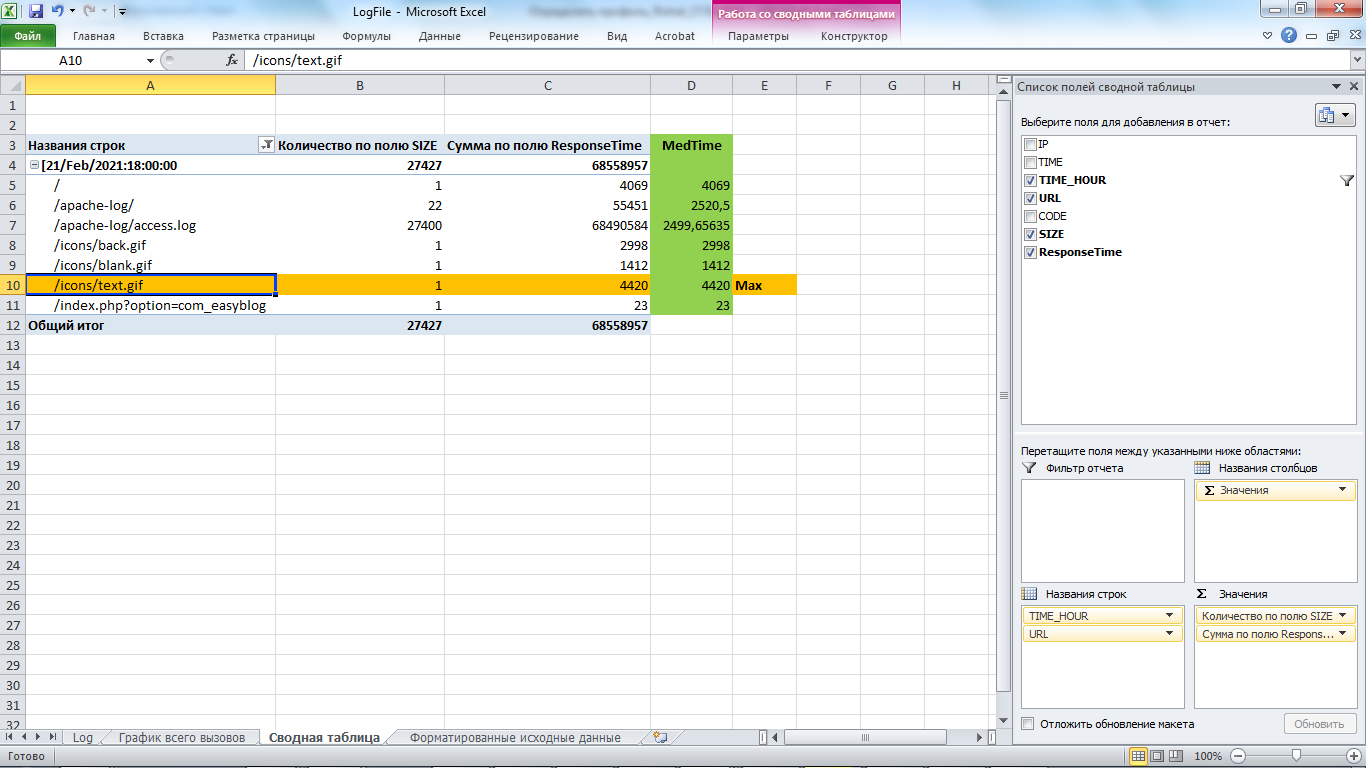 LogFile - Microsoft Excel
Работа со сводными таблицами
Файл Главная Вставка Разметка страницы Формулы Данные Рецензирование Вид Acrobat Параметры Конструктор
A10 fx /icons/text.gif
A B C D E F G H
1
2
3 Названия строк Количество по полю SIZE Сумма по полю ResponseTime MedTime
4 [21/Feb/2021:18:00:00 27427 68558957
5 / 1 4069 4069
6 /apache-log/ 22 55451 2520,5
7 /apache-log/access.log 27400 68490584 2499,65635
8 /icons/back.gif 1 2998 2998
9 /icons/blank.gif 1 1412 1412
10 /icons/text.gif 1 4420 4420 Max
11 /index.php?option=com_easyblog 1 23 23
12 Общий итог 27427 68558957
13
14
15
16
17
18
19
20
21
22
23
24
25
26
27
28
29
30
31
32
Список полей сводной таблицы
Выберите поля для добавления в отчет:
IP
TIME
TIME_HOUR
URL
CODE
SIZE
ResponseTime
Перетащите поля между указанными ниже областями:
Фильтр отчета Названия столбцов
Σ Значения
Названия строк Σ Значения
TIME_HOUR Количество по полю SIZE
URL Сумма по полю Respons...
Отложить обновление макета Обновить
Log График всего вызовов Сводная таблица Форматированные исходные данные
Готово 100%